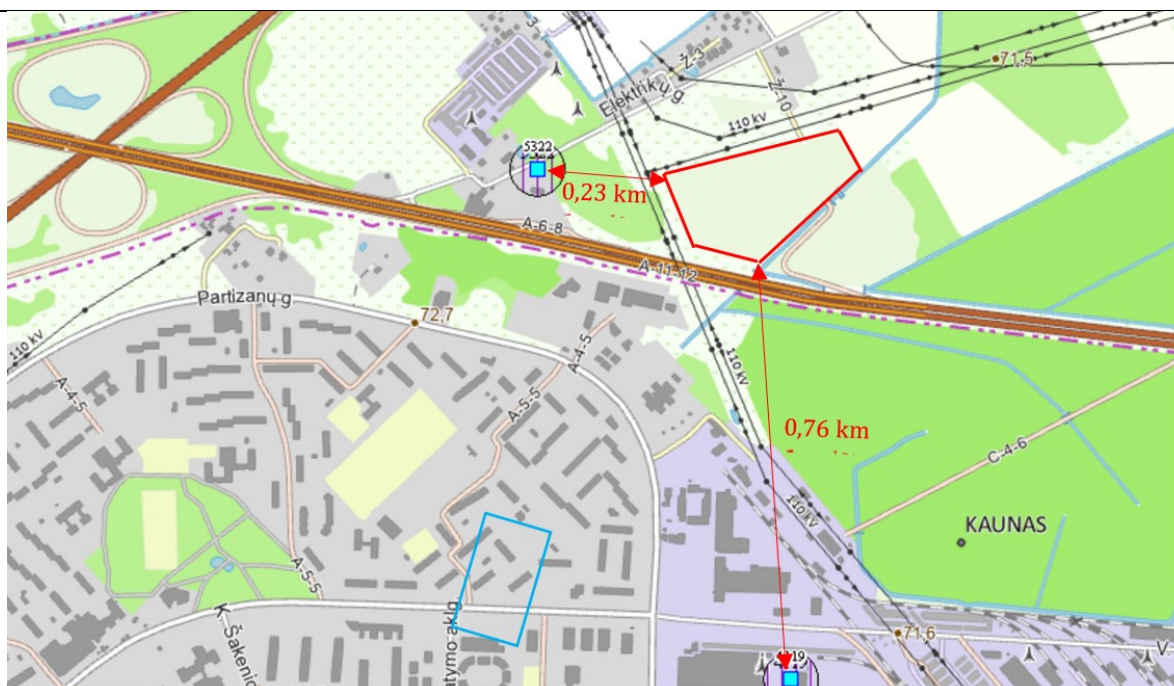 71,5
Ž-3
Elektrikų g.
Ž-10
110 kV
5322
0,23 km
A-6-8
A-11-12
Partizanų g.
72,7
110 kV
A-4-5
A-4-5
A-5-5
110 kV
0,76 km
C-4-6
110 kV
KAUNAS
A-5-5
K. Šakenio
71,6
V.